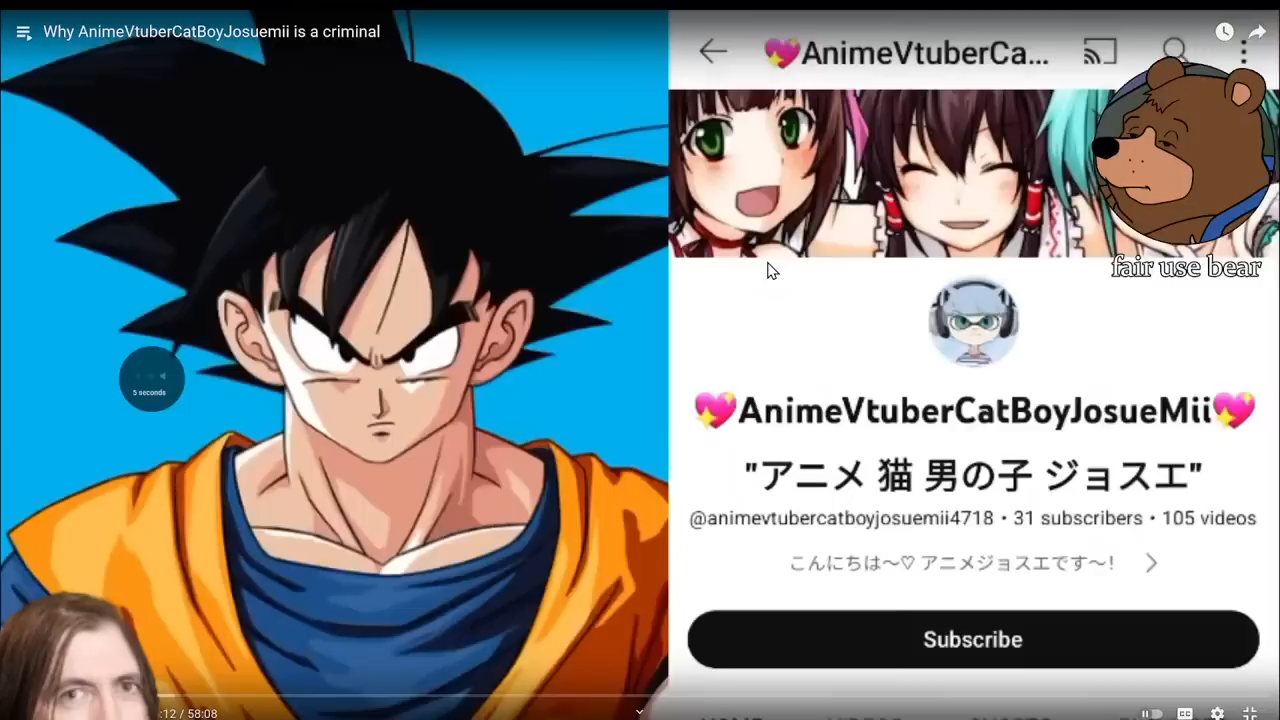 Why AnimeVtuberCatBoyJosuemii is a criminal
💖AnimeVtuberCa...
fair use bear
5 seconds
💖AnimeVtuberCatBoyJosueMii💖
"アニメ 猫 男の子 ジョスエ"
@animevtubercatboyjosuemii4718 • 31 subscribers • 105 videos
こんにちは～♡ アニメジョスエです～!
Subscribe
:12 / 58:08